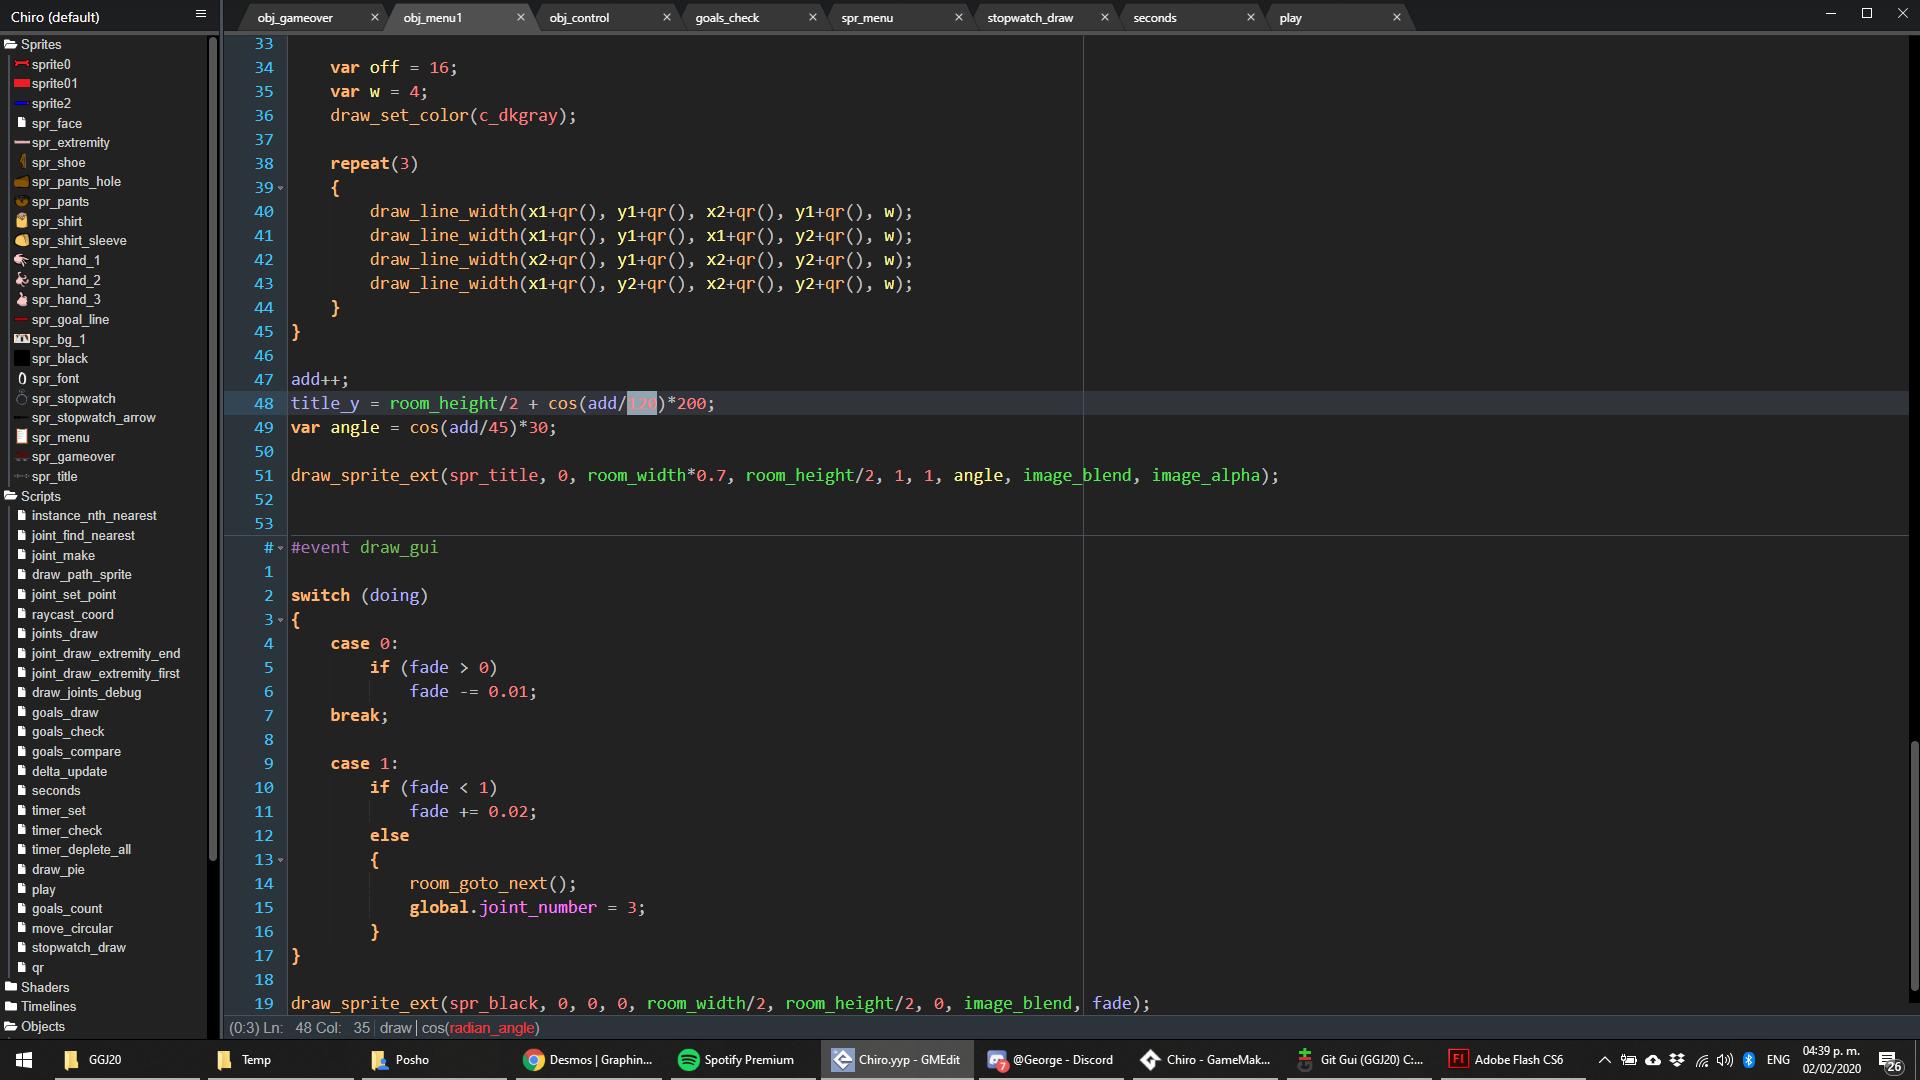 Chiro (default)
obj_gameover
obj_menu1
obj_control
goals_check
spr_menu
stopwatch_draw
seconds
play
Sprites
sprite0
sprite01
sprite2
spr_face
spr_extremity
spr_shoe
spr_pants_hole
spr_pants
spr_shirt
spr_shirt_sleeve
spr_hand_1
spr_hand_2
spr_hand_3
spr_goal_line
spr_bg_1
spr_black
spr_font
spr_stopwatch
spr_stopwatch_arrow
spr_menu
spr_gameover
spr_title
Scripts
instance_nth_nearest
joint_find_nearest
joint_make
draw_path_sprite
joint_set_point
raycast_coord
joints_draw
joint_draw_extremity_end
joint_draw_extremity_first
draw_joints_debug
goals_draw
goals_check
goals_compare
delta_update
seconds
timer_set
timer_check
timer_deplete_all
draw_pie
play
goals_count
move_circular
stopwatch_draw
qr
Shaders
Timelines
Objects
33
34 var off = 16;
35 var w = 4;
36 draw_set_color(c_dkgray);
37
38 repeat(3)
39 {
40 draw_line_width(x1+qr(), y1+qr(), x2+qr(), y1+qr(), w);
41 draw_line_width(x1+qr(), y1+qr(), x1+qr(), y2+qr(), w);
42 draw_line_width(x2+qr(), y1+qr(), x2+qr(), y2+qr(), w);
43 draw_line_width(x1+qr(), y2+qr(), x2+qr(), y2+qr(), w);
44 }
45 }
46
47 add++;
48 title_y = room_height/2 + cos(add/120)*200;
49 var angle = cos(add/45)*30;
50
51 draw_sprite_ext(spr_title, 0, room_width*0.7, room_height/2, 1, 1, angle, image_blend, image_alpha);
52
53
# #event draw_gui
1
2 switch (doing)
3 {
4 case 0:
5 if (fade > 0)
6 fade -= 0.01;
7 break;
8
9 case 1:
10 if (fade < 1)
11 fade += 0.02;
12 else
13 {
14 room_goto_next();
15 global.joint_number = 3;
16 }
17 }
18
19 draw_sprite_ext(spr_black, 0, 0, 0, room_width/2, room_height/2, 0, image_blend, fade);
(0:3) Ln: 48 Col: 35 draw cos(radian_angle)
GGJ20
Temp
Posho
Desmos | Graphin...
Spotify Premium
Chiro.yyp - GMEdit
7 @George - Discord
Chiro - GameMak...
Git Gui (GGJ20) C:...
Fl Adobe Flash CS6
ENG
04:39 p. m.
02/02/2020
26